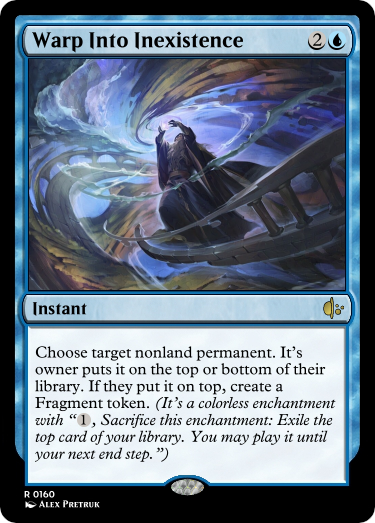 Warp Into Inexistence 2
Instant
Choose target nonland permanent. It's
owner puts it on the top or bottom of their
library. If they put it on top, create a
Fragment token. (It's a colorless enchantment
with “1, Sacrifice this enchantment: Exile the
top card of your library. You may play it until
your next end step.”)
R 0160
Alex Pretruk